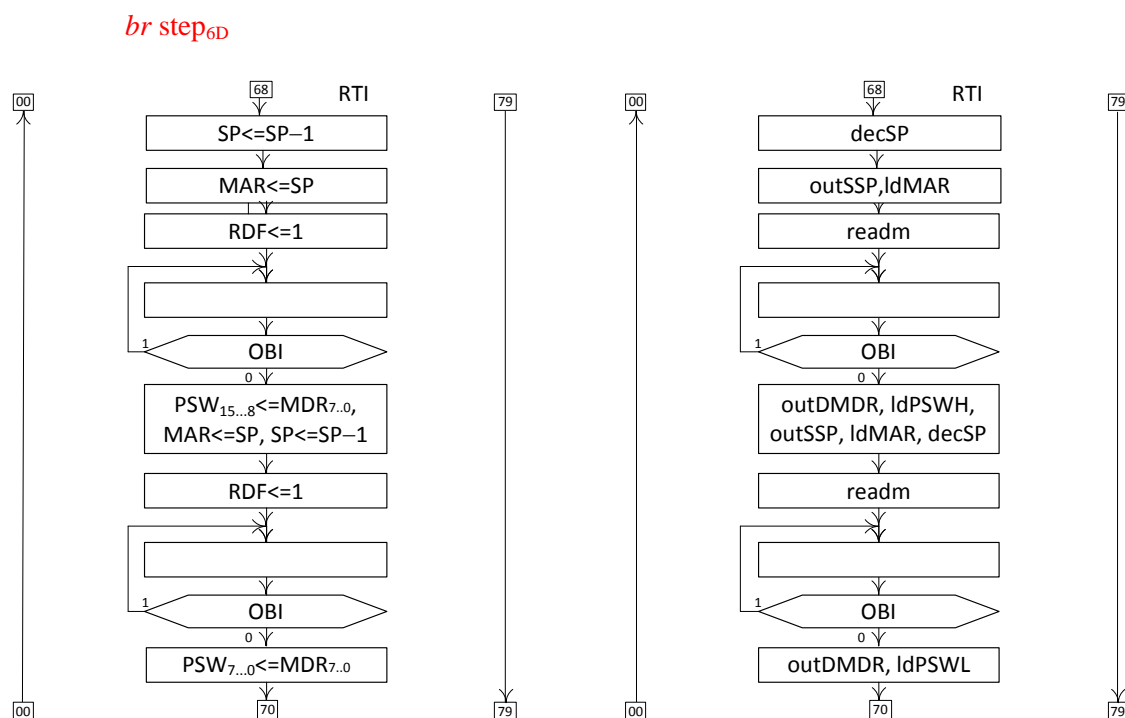 br step6D
00
68
RTI
79
SP<=SP−1
MAR<=SP
RDF<=1
1
OBI
0
PSW15...8<=MDR7..0,
MAR<=SP, SP<=SP−1
RDF<=1
1
OBI
0
PSW7...0<=MDR7..0
00
70
79
00
68
RTI
79
decSP
outSSP,ldMAR
readm
1
OBI
0
outDMDR, ldPSWH,
outSSP, ldMAR, decSP
readm
1
OBI
0
outDMDR, ldPSWL
00
70
79